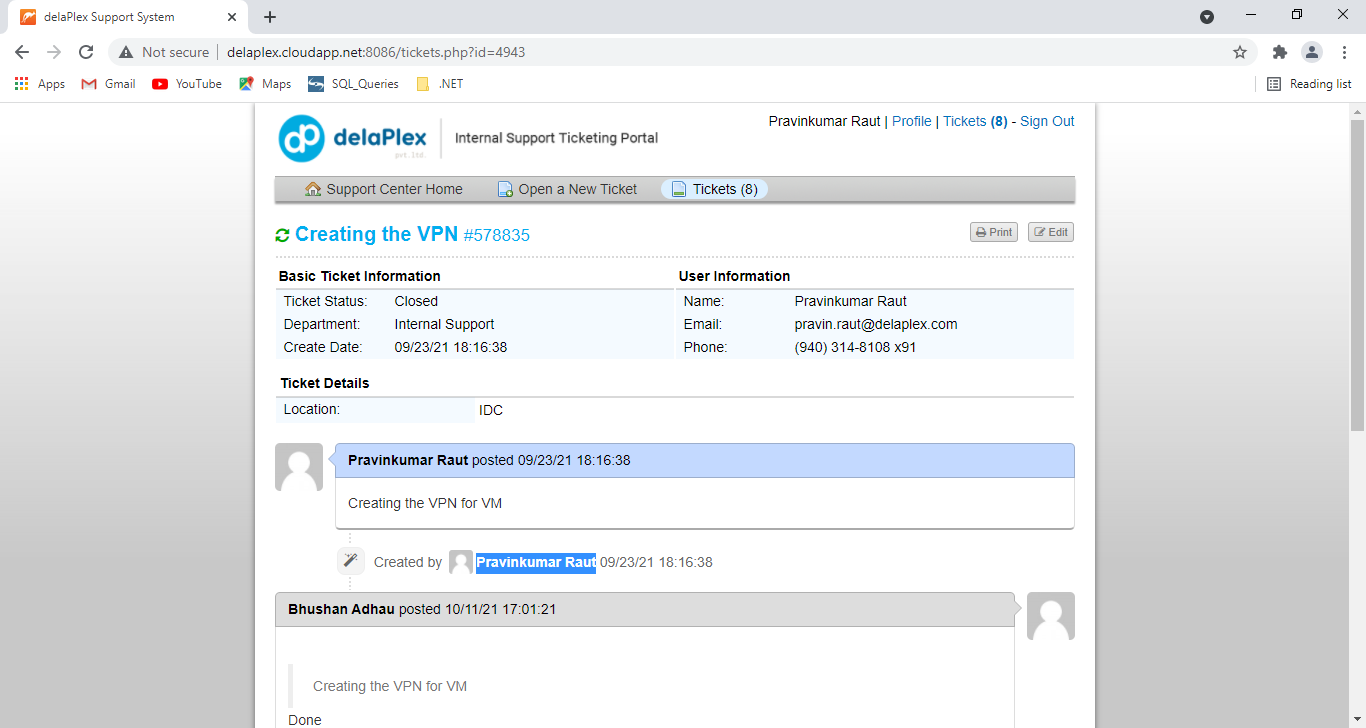 delaPlex Support System
Not secure | delaplex.cloudapp.net:8086/tickets.php?id=4943
Apps Gmail YouTube Maps SQL_Queries .NET Reading list
dp delaPlex pvt. ltd. Internal Support Ticketing Portal
Pravinkumar Raut | Profile | Tickets (8) - Sign Out
Support Center Home Open a New Ticket Tickets (8)
Creating the VPN #578835 Print Edit
Basic Ticket Information User Information
Ticket Status: Closed Name: Pravinkumar Raut
Department: Internal Support Email: pravin.raut@delaplex.com
Create Date: 09/23/21 18:16:38 Phone: (940) 314-8108 x91
Ticket Details
Location: IDC
Pravinkumar Raut posted 09/23/21 18:16:38
Creating the VPN for VM
Created by Pravinkumar Raut 09/23/21 18:16:38
Bhushan Adhau posted 10/11/21 17:01:21
Creating the VPN for VM
Done